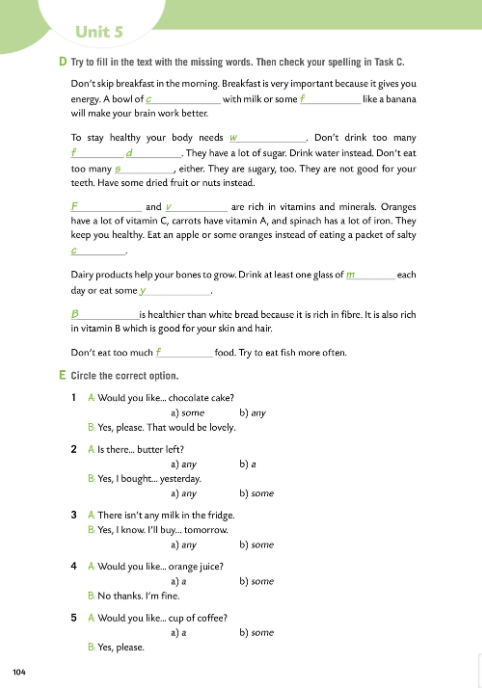 Unit 5
D Try to fill in the text with the missing words. Then check your spelling in Task C.
Don't skip breakfast in the morning. Breakfast is very important because it gives you
energy. A bowl of c______________ with milk or some f____________ like a banana
will make your brain work better.
To stay healthy your body needs w______________. Don't drink too many
f__________ d__________. They have a lot of sugar. Drink water instead. Don't eat
too many s____________, either. They are sugary, too. They are not good for your
teeth. Have some dried fruit or nuts instead.
F______________ and v____________ are rich in vitamins and minerals. Oranges
have a lot of vitamin C, carrots have vitamin A, and spinach has a lot of iron. They
keep you healthy. Eat an apple or some oranges instead of eating a packet of salty
c___________.
Dairy products help your bones to grow. Drink at least one glass of m_________ each
day or eat some y______________.
B____________is healthier than white bread because it is rich in fibre. It is also rich
in vitamin B which is good for your skin and hair.
Don't eat too much f___________ food. Try to eat fish more often.
E Circle the correct option.
1 A: Would you like... chocolate cake?
a) some b) any
B: Yes, please. That would be lovely.
2 A: Is there... butter left?
a) any b) a
B: Yes, I bought... yesterday.
a) any b) some
3 A: There isn't any milk in the fridge.
B: Yes, I know. I'll buy... tomorrow.
a) any b) some
4 A: Would you like... orange juice?
a) a b) some
B: No thanks. I'm fine.
5 A: Would you like... cup of coffee?
a) a b) some
B: Yes, please.
104